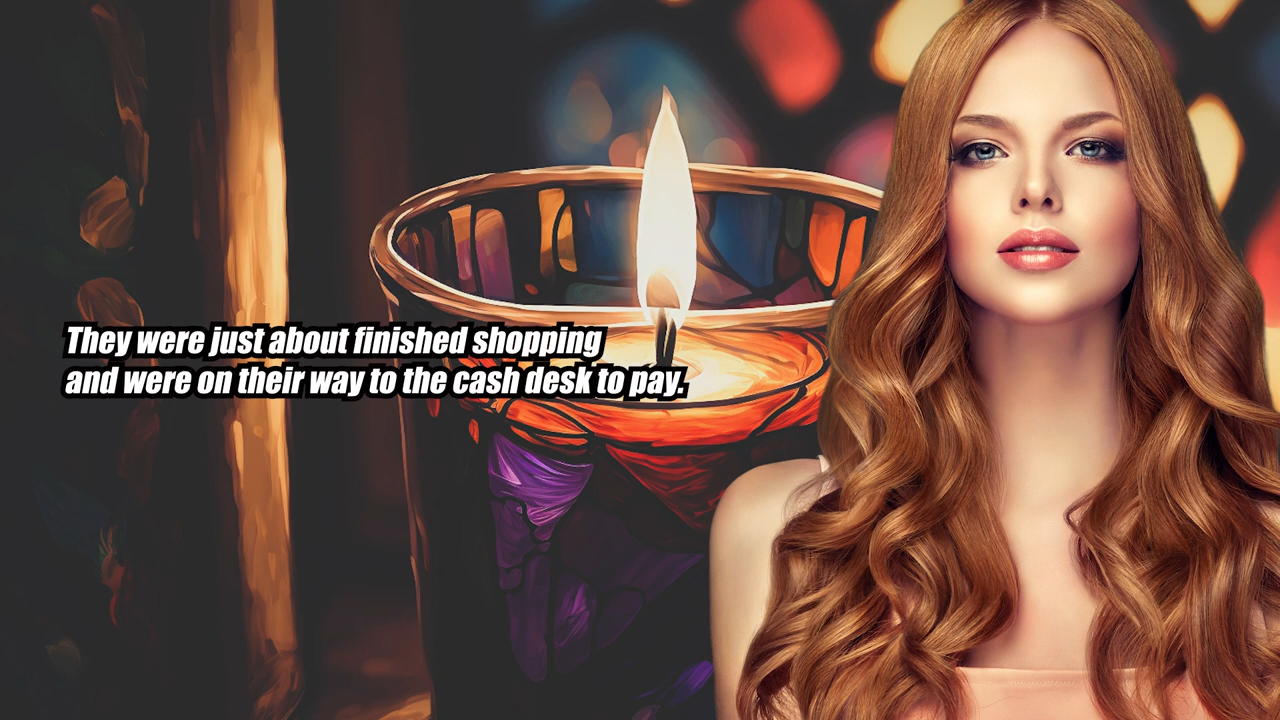 They were just about finished shopping
and were on their way to the cash desk to pay.